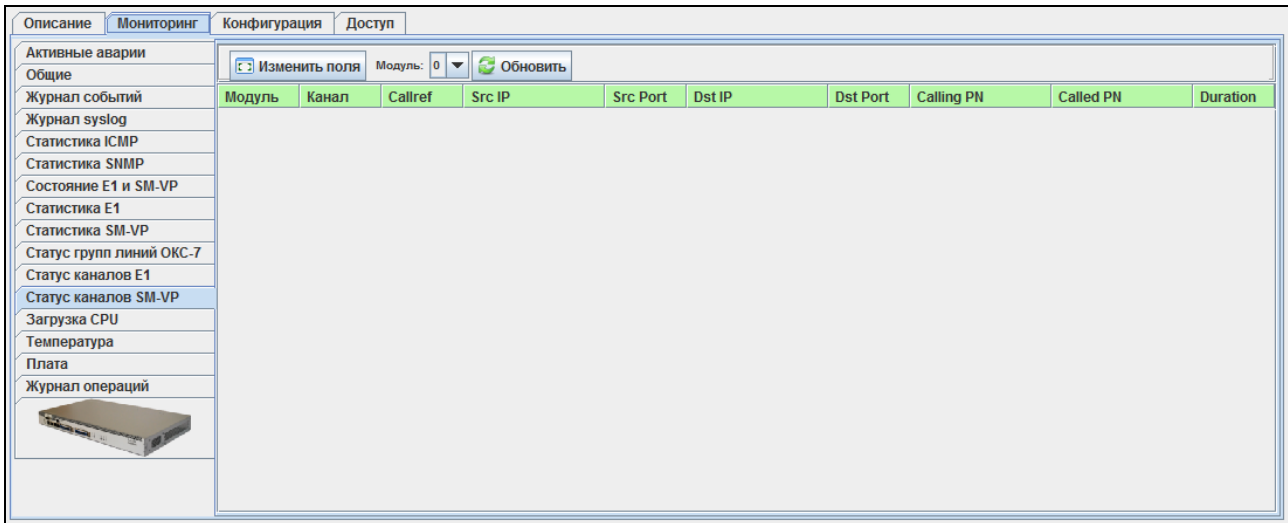 Описание Мониторинг Конфигурация Доступ
Активные аварии
Общие
Журнал событий
Журнал syslog
Статистика ICMP
Статистика SNMP
Состояние E1 и SM-VP
Статистика E1
Статистика SM-VP
Статус групп линий ОКС-7
Статус каналов E1
Статус каналов SM-VP
Загрузка CPU
Температура
Плата
Журнал операций
Изменить поля Модуль: 0 Обновить
Модуль Канал Callref Src IP Src Port Dst IP Dst Port Calling PN Called PN Duration